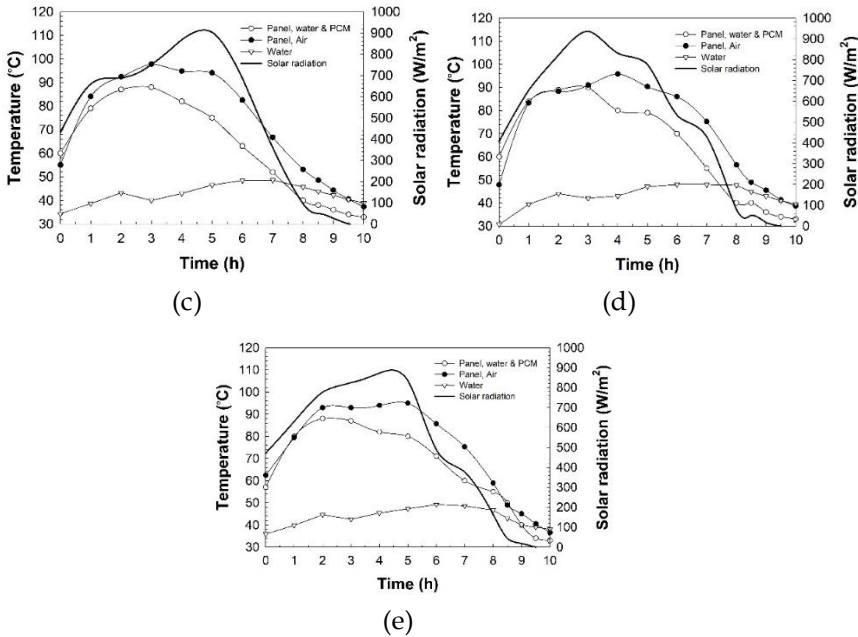 120 1000
110 900
100 800
90 700
80 600
70 500
60 400
50 300
40 200
30 100
0
Temperature (°C)
Solar radiation (W/m²)
Panel, water & PCM
Panel, Air
Water
Solar radiation
0 1 2 3 4 5 6 7 8 9 10
Time (h)
(c)
120 1000
110 900
100 800
90 700
80 600
70 500
60 400
50 300
40 200
30 100
0
Temperature (°C)
Solar radiation (W/m²)
Panel, water & PCM
Panel, Air
Water
Solar radiation
0 1 2 3 4 5 6 7 8 9 10
Time (h)
(d)
120 1000
110 900
100 800
90 700
80 600
70 500
60 400
50 300
40 200
30 100
0
Temperature (°C)
Solar radiation (W/m²)
Panel, water & PCM
Panel, Air
Water
Solar radiation
0 1 2 3 4 5 6 7 8 9 10
Time (h)
(e)